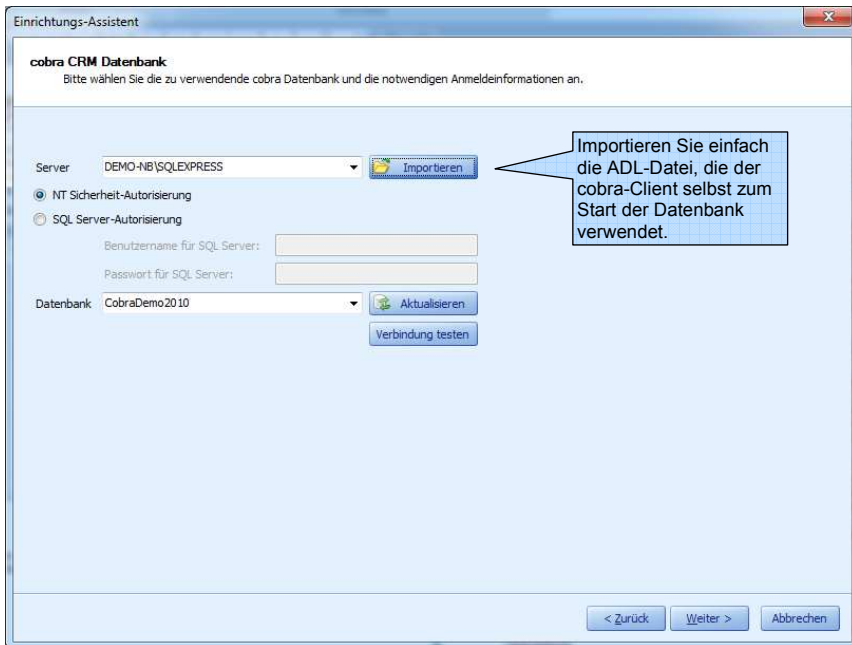 Einrichtungs-Assistent
cobra CRM Datenbank
Bitte wählen Sie die zu verwendende cobra Datenbank und die notwendigen Anmeldeinformationen an.
Server DEMO-NB\SQLEXPRESS Importieren
NT Sicherheit-Autorisierung
SQL Server-Autorisierung
Benutzername für SQL Server:
Passwort für SQL Server:
Datenbank CobraDemo2010 Aktualisieren
Verbindung testen
Importieren Sie einfach
die ADL-Datei, die der
cobra-Client selbst zum
Start der Datenbank
verwendet.
< Zurück Weiter > Abbrechen